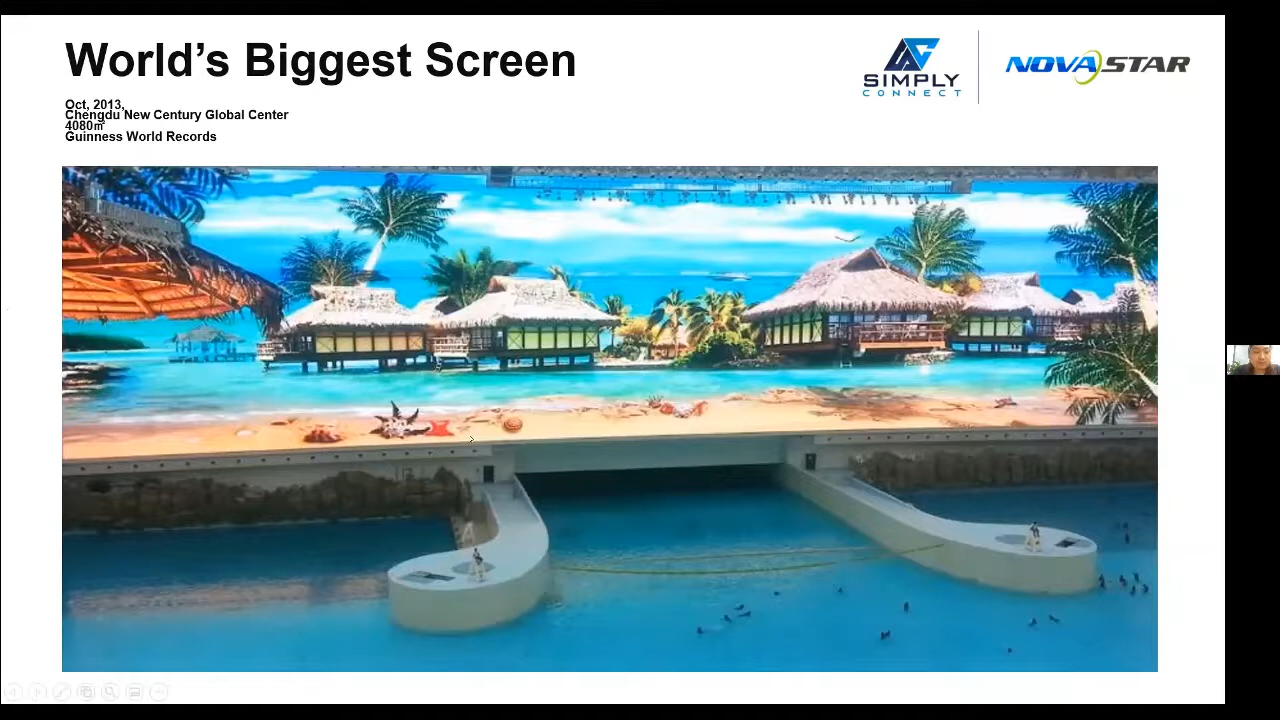 World's Biggest Screen
Oct, 2013,
Chengdu New Century Global Center
4080㎡
Guinness World Records
SIMPLY
CONNECT
NOVASTAR